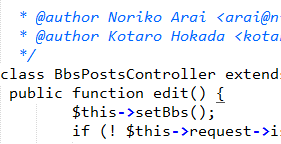 * @author Noriko Arai <arai@n
* @author Kotaro Hokada <kota
*/
class BbsPostsController extend
public function edit() {
$this->setBbs();
if (! $this->request->i